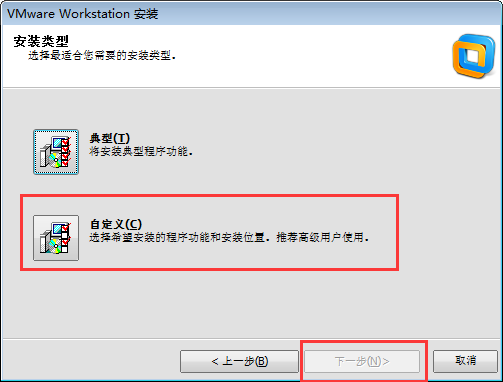 VMware Workstation 安装
安装类型
选择最适合您需要的安装类型。
典型(T)
将安装典型程序功能。
自定义(C)
选择希望安装的程序功能和安装位置。推荐高级用户使用。
< 上一步(B)
下一步(N)>
取消